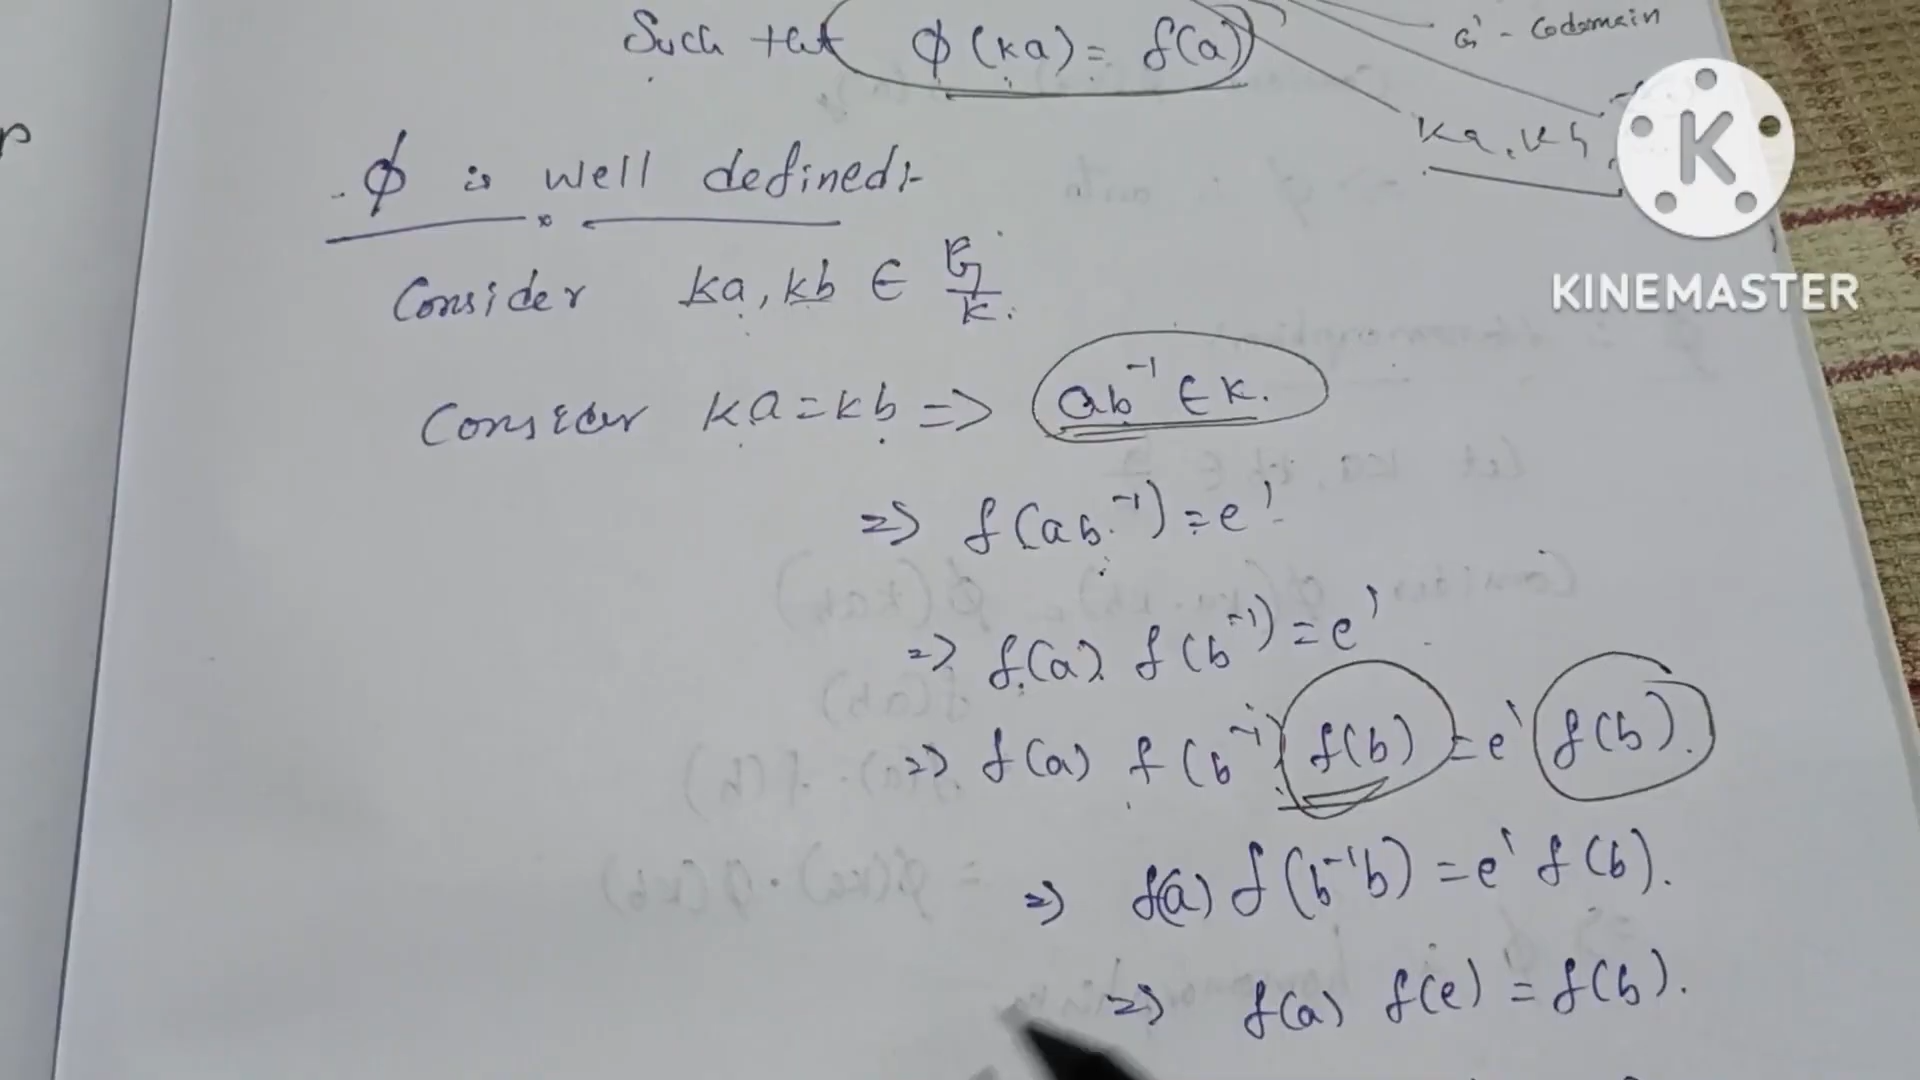 Such that ϕ(ka) = f(a)
G' - Codomain
ka, kb
KINEMASTER
ϕ is well defined:-
Consider ka, kb ∈ G/k.
Consider ka = kb => ab⁻¹ ∈ k.
=> f(ab⁻¹) = e'
=> f(a) f(b⁻¹) = e'
=> f(a) f(b⁻¹) f(b) = e' f(b).
=> f(a) f(b⁻¹b) = e' f(b).
=> f(a) f(e) = f(b).